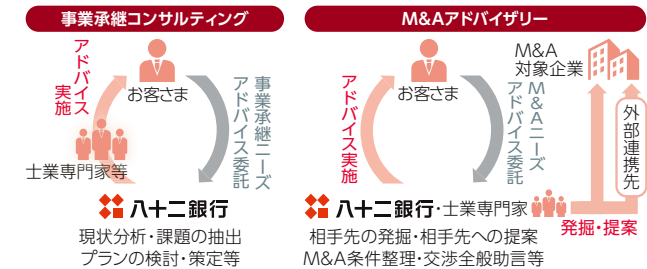 事業承継コンサルティング
お客さま
アドバイス
実施
事業承継ニーズ
アドバイス委託
士業専門家等
八十二銀行
現状分析・課題の抽出
プランの検討・策定等
M&Aアドバイザリー
M&A
対象企業
お客さま
アドバイス実施
M&Aニーズ
アドバイス委託
外部連携先
八十二銀行・士業専門家
発掘・提案
相手先の発掘・相手先への提案
M&A条件整理・交渉全般助言等